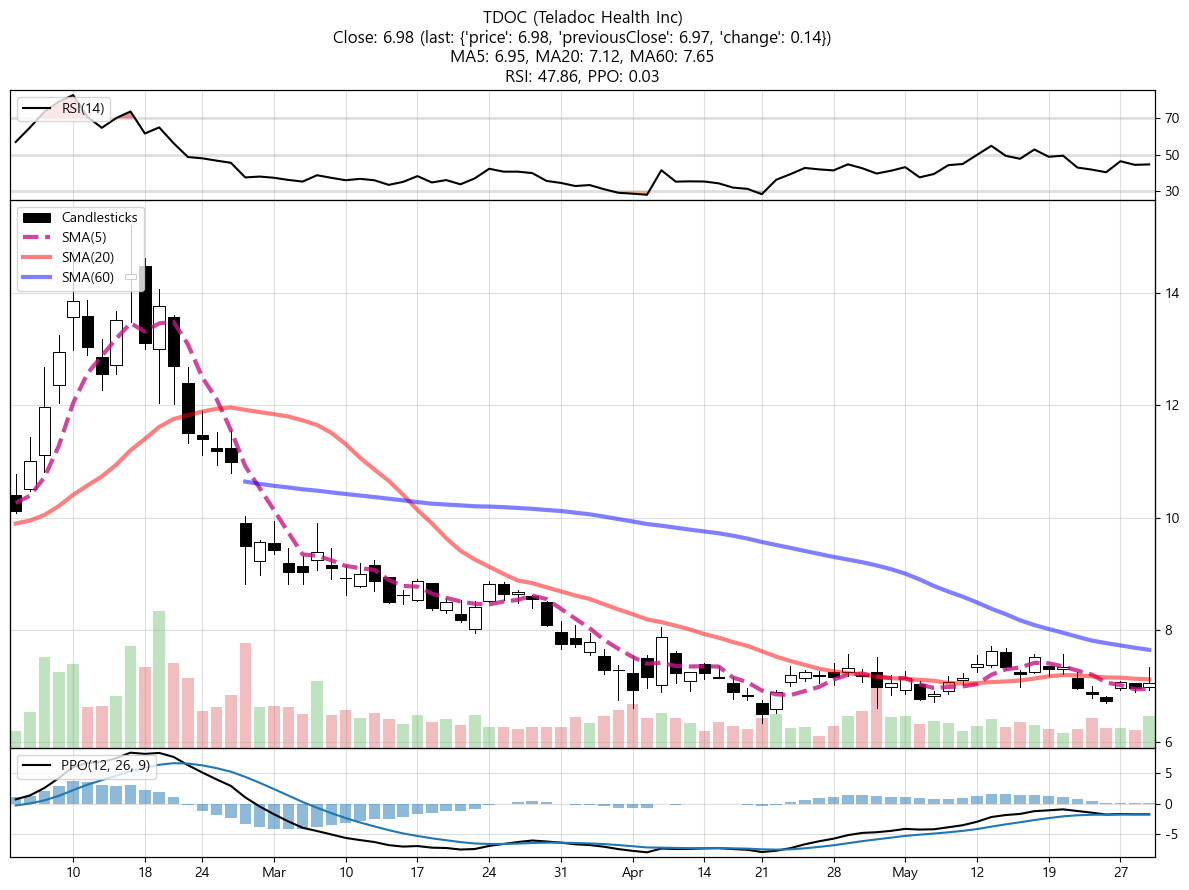 TDOC (Teladoc Health Inc)
Close: 6.98 (last: {'price': 6.98, 'previousClose': 6.97, 'change': 0.14})
MA5: 6.95, MA20: 7.12, MA60: 7.65
RSI: 47.86, PPO: 0.03
RSI(14)
70
50
30
Candlesticks
SMA(5)
SMA(20)
SMA(60)
14
12
10
8
6
PPO(12, 26, 9)
5
0
-5
10 18 24 Mar 10 17 24 31 Apr 14 21 28 May 12 19 27